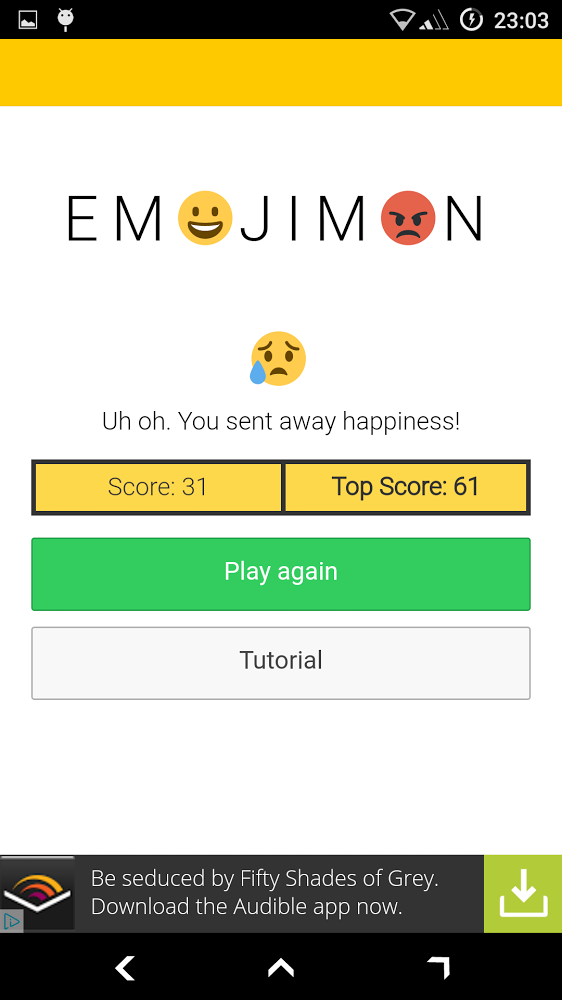 23:03
EM😀JIM😡N
Uh oh. You sent away happiness!
Score: 31
Top Score: 61
Play again
Tutorial
Be seduced by Fifty Shades of Grey.
Download the Audible app now.